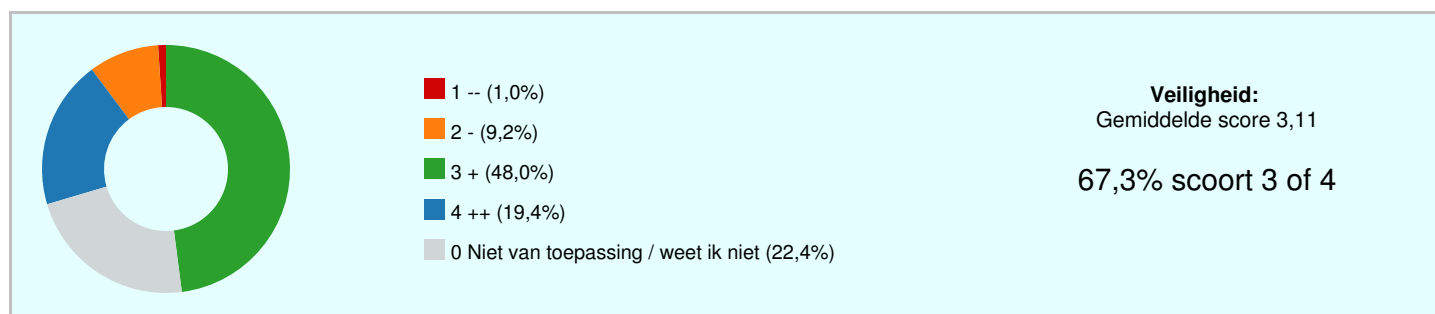 1 -- (1,0%)
2 - (9,2%)
3 + (48,0%)
4 ++ (19,4%)
0 Niet van toepassing / weet ik niet (22,4%)
Veiligheid:
Gemiddelde score 3,11
67,3% scoort 3 of 4